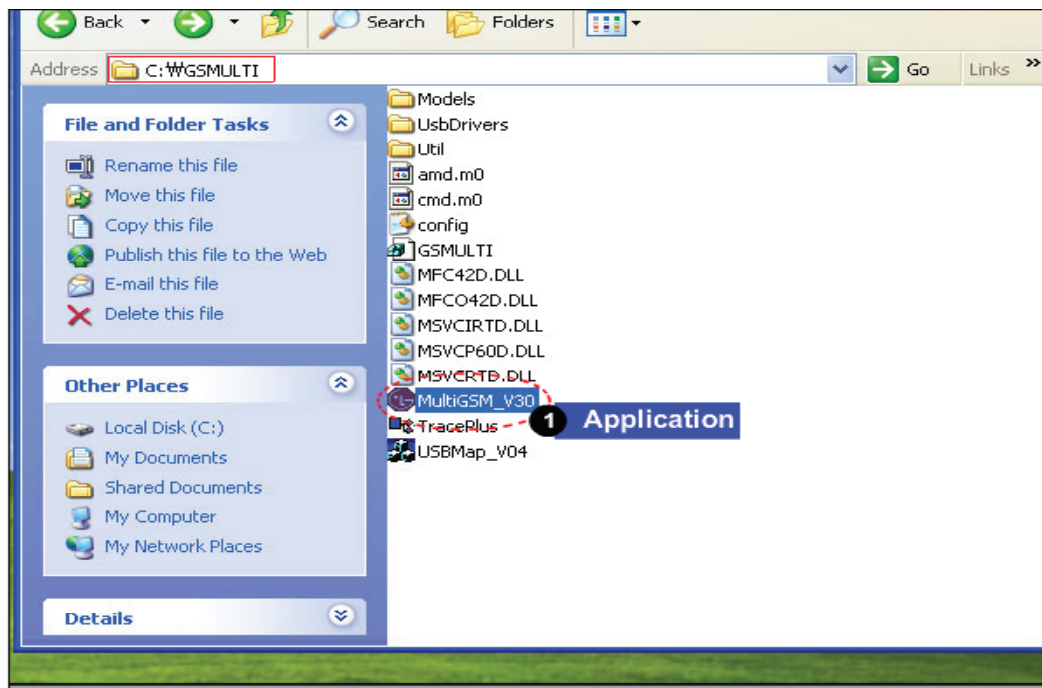 Back Search Folders
Address C:₩GSMULTI Go Links »
File and Folder Tasks
Rename this file
Move this file
Copy this file
Publish this file to the Web
E-mail this file
Delete this file
Other Places
Local Disk (C:)
My Documents
Shared Documents
My Computer
My Network Places
Details
Models
UsbDrivers
Util
amd.m0
cmd.m0
config
GSMULTI
MFC42D.DLL
MFCO42D.DLL
MSVCIRTD.DLL
MSVCP60D.DLL
MSVCRTD.DLL
MultiGSM_V30
1 Application
TracePlus
USBMap_V04